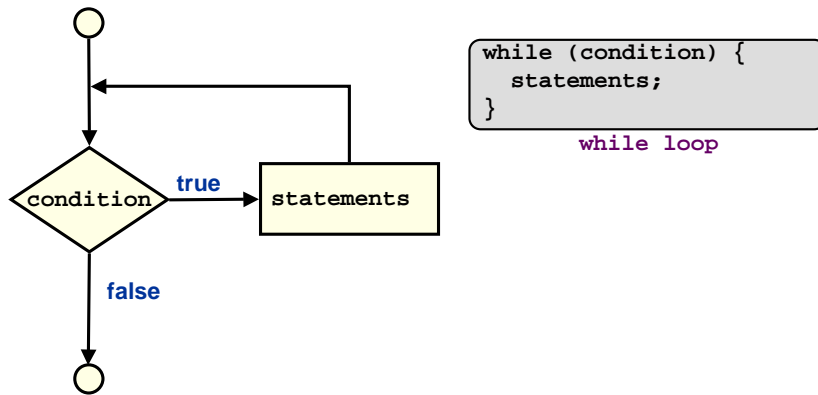 while (condition) {
statements;
}
while loop
condition
true
statements
false